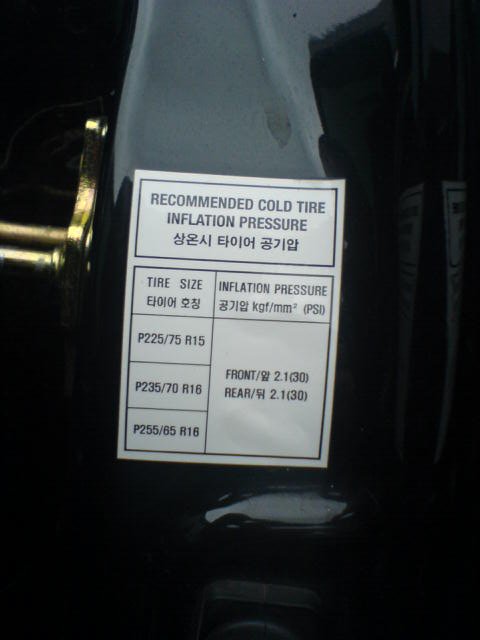 RECOMMENDED COLD TIRE
INFLATION PRESSURE
상온시 타이어 공기압
TIRE SIZE
타이어 호칭
INFLATION PRESSURE
공기압 kgf/mm² (PSI)
P225/75 R15
P235/70 R16
P255/65 R16
FRONT/앞 2.1(30)
REAR/뒤 2.1(30)